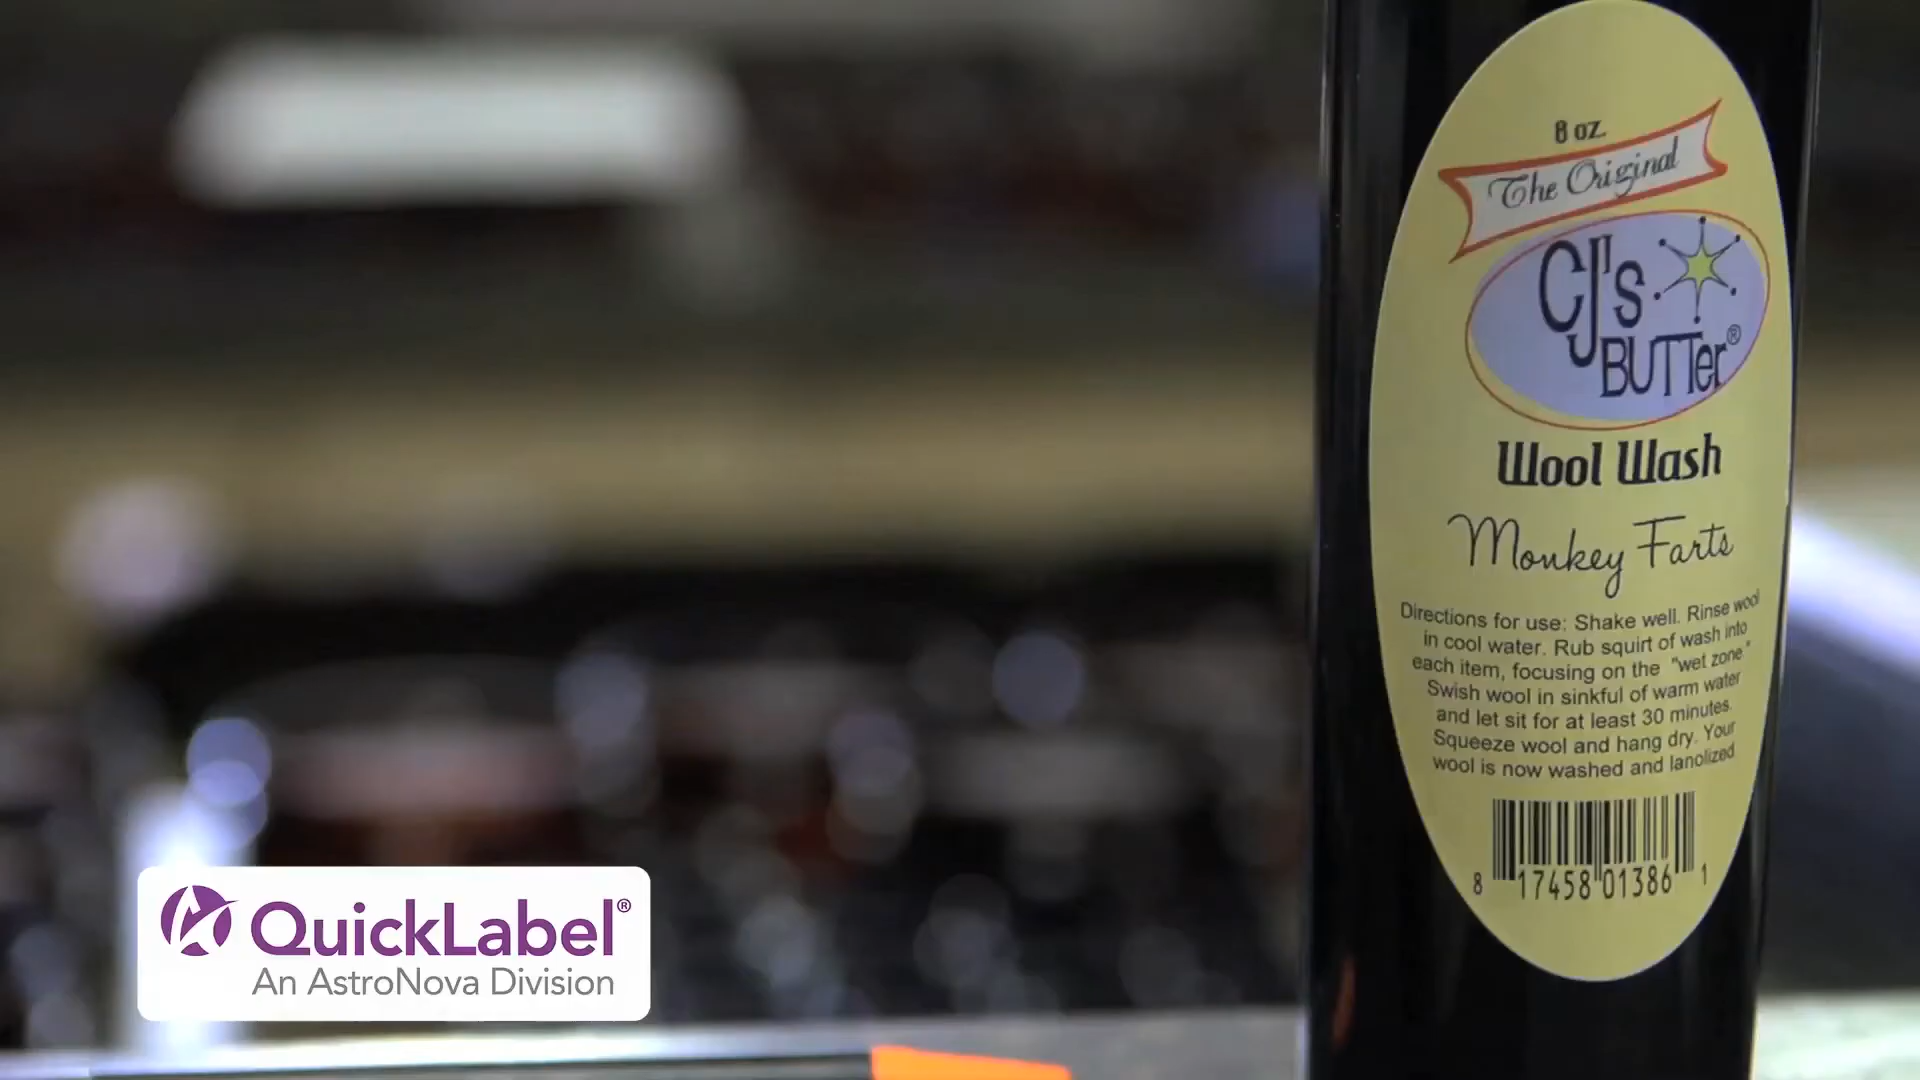 8 oz.
The Original
CJ's
BUTTer®
Wool Wash
Monkey Farts
Directions for use: Shake well. Rinse wool
in cool water. Rub squirt of wash into
each item, focusing on the "wet zone."
Swish wool in sinkful of warm water
and let sit for at least 30 minutes.
Squeeze wool and hang dry. Your
wool is now washed and lanolized.
8 17458 01386 1
QuickLabel®
An AstroNova Division